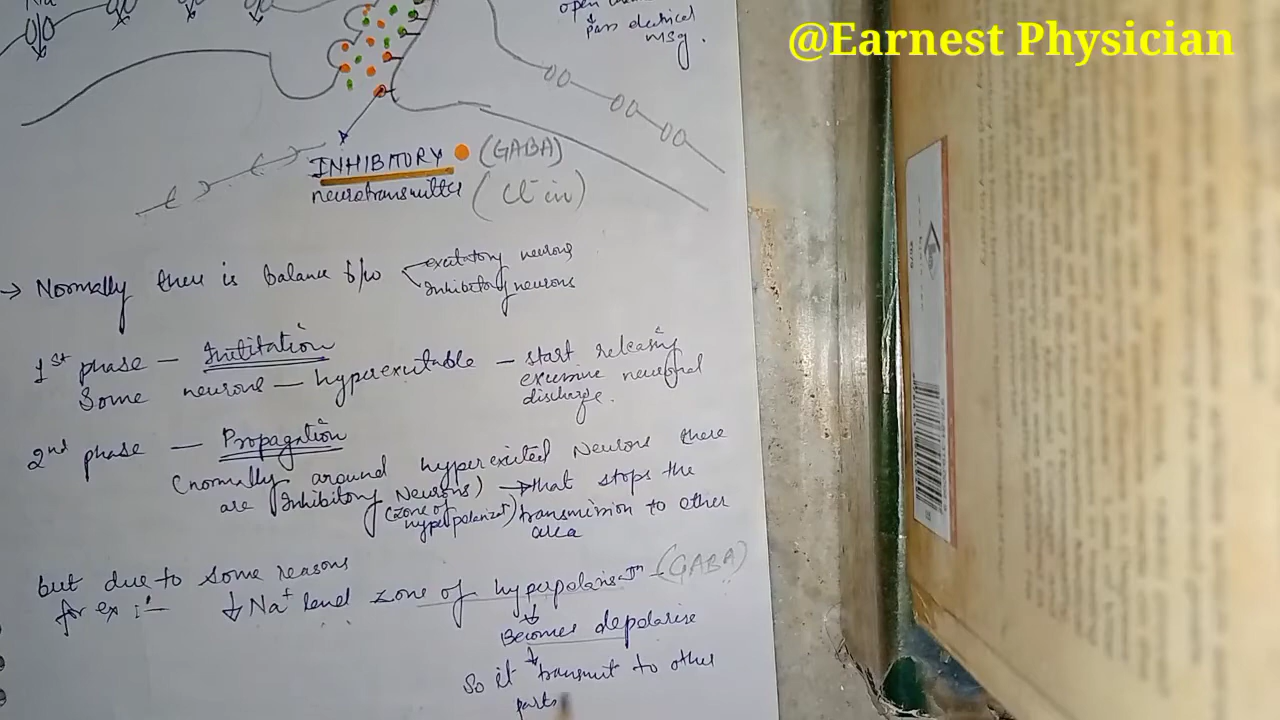 @Earnest Physician
open
pass electrical
msg.
INHIBITORY (GABA)
neurotransmitter (Cl⁻ in)
→ Normally there is balance b/w excitatory neurons
Inhibitory neurons
1st phase — Initiation
Some neurone — hyperexcitable — start releasing
excessive neuronal
discharge.
2nd phase — Propagation
(normally around hyperexcited Neurons there
are Inhibitory Neurons) → that stops the
(zone of
hyperpolarizat) transmission to other
area
but due to some reasons
for ex :- ↓ Na+ level zone of hyperpolarisatn - (GABA)
↓
Becomes depolarise
↓
So it transmit to other
parts